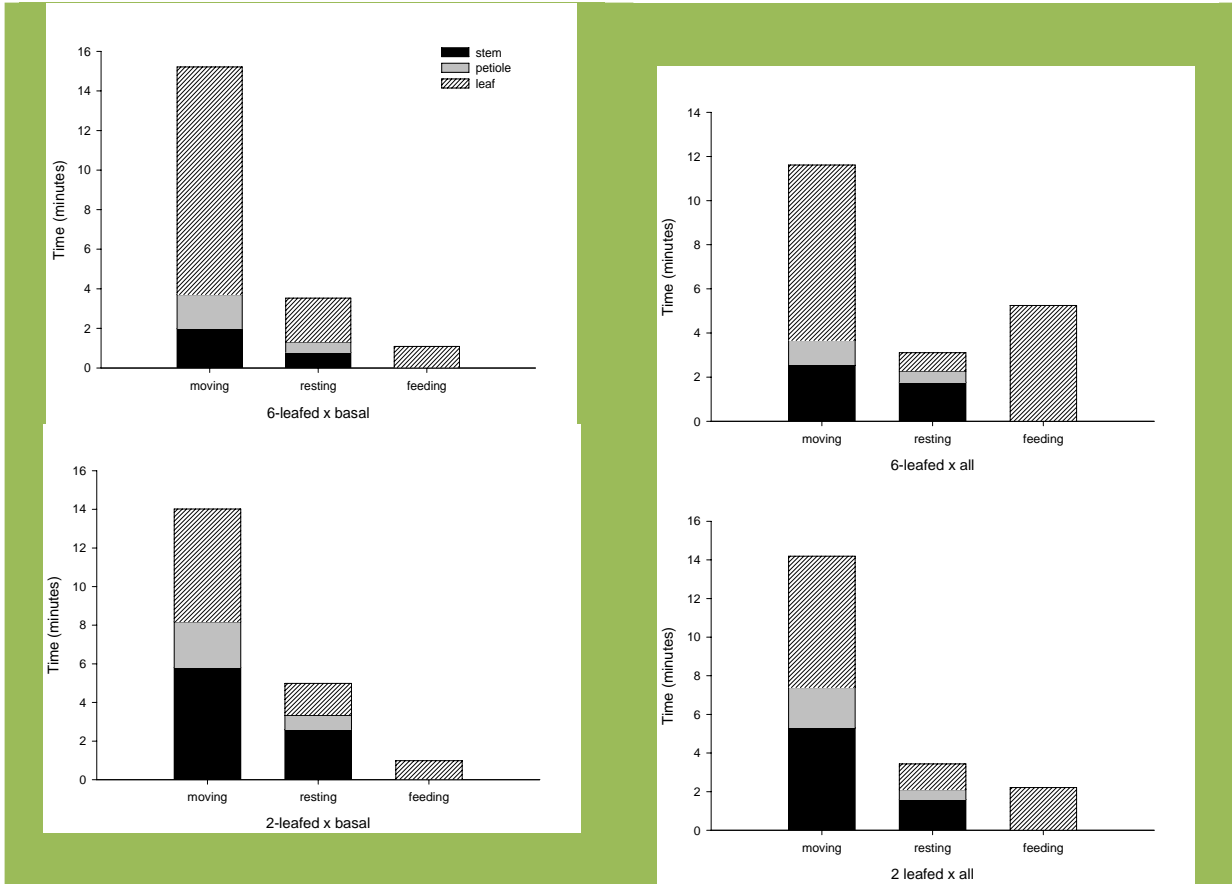 16
14
12
10
8
6
4
2
0
Time (minutes)
stem
petiole
leaf
moving resting feeding
6-leafed x basal
16
14
12
10
8
6
4
2
0
Time (minutes)
moving resting feeding
2-leafed x basal
14
12
10
8
6
4
2
0
Time (minutes)
moving resting feeding
6-leafed x all
16
14
12
10
8
6
4
2
0
Time (minutes)
moving resting feeding
2 leafed x all